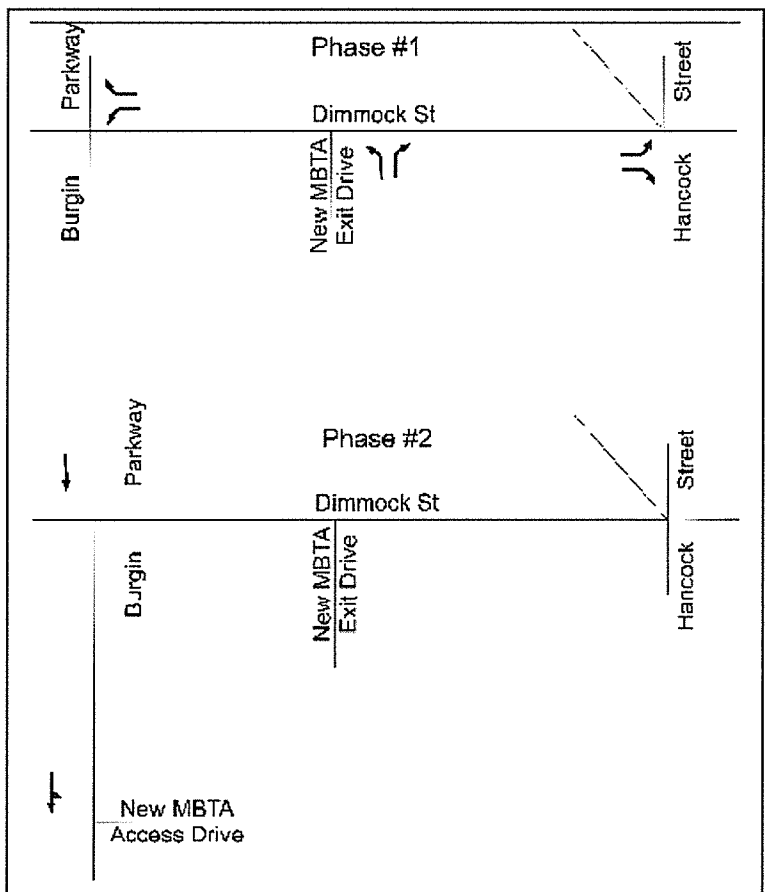 Phase #1
Parkway
Street
Dimmock St
Burgin
New MBTA
Exit Drive
Hancock
Phase #2
Parkway
Street
Dimmock St
Burgin
New MBTA
Exit Drive
Hancock
New MBTA
Access Drive